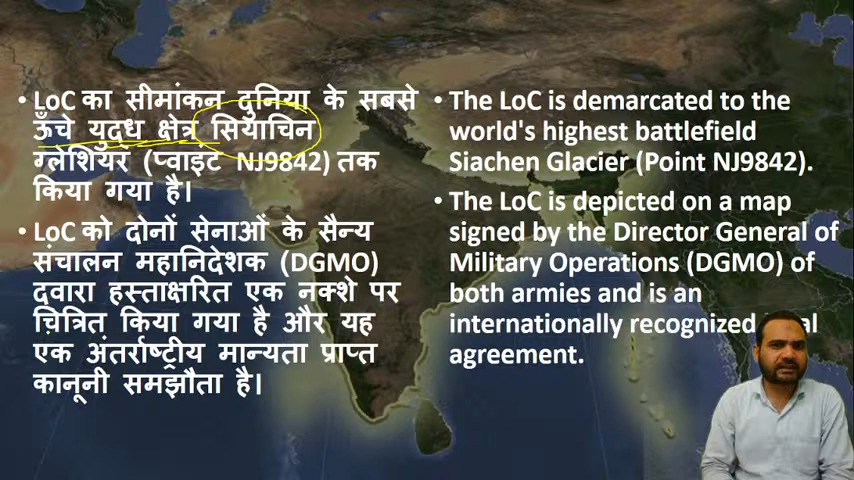 • LoC का सीमांकन दुनिया के सबसे
ऊँचे युद्ध क्षेत्र सियाचिन
ग्लेशियर (प्वाइंट NJ9842) तक
किया गया है।
• LoC को दोनों सेनाओं के सैन्य
संचालन महानिदेशक (DGMO)
द्वारा हस्ताक्षरित एक नक्शे पर
चित्रित किया गया है और यह
एक अंतर्राष्ट्रीय मान्यता प्राप्त
कानूनी समझौता है।
• The LoC is demarcated to the
world's highest battlefield
Siachen Glacier (Point NJ9842).
• The LoC is depicted on a map
signed by the Director General of
Military Operations (DGMO) of
both armies and is an
internationally recognized
agreement.